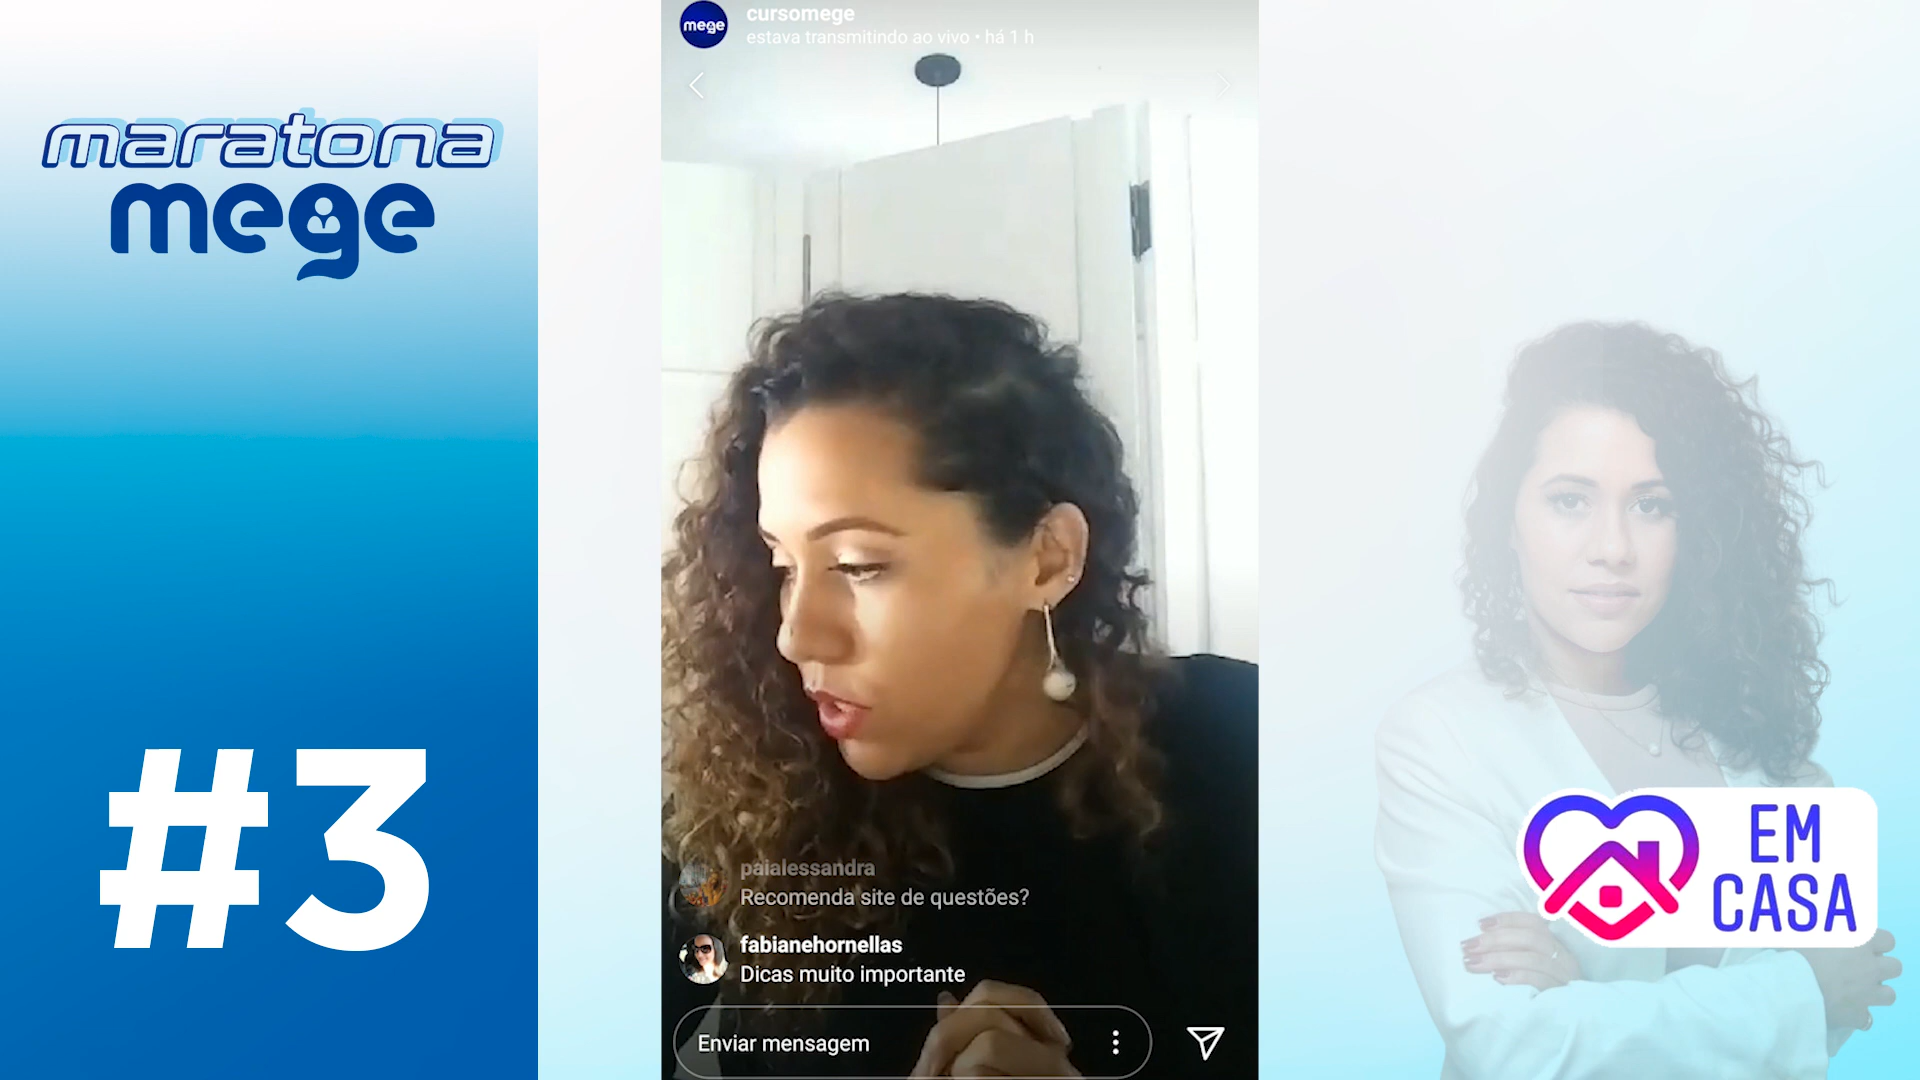 maratona
mege
#3
mege
cursomege
estava transmitindo ao vivo • há 1 h
paialessandra
Recomenda site de questões?
fabianehornellas
Dicas muito importante
Enviar mensagem
EM
CASA